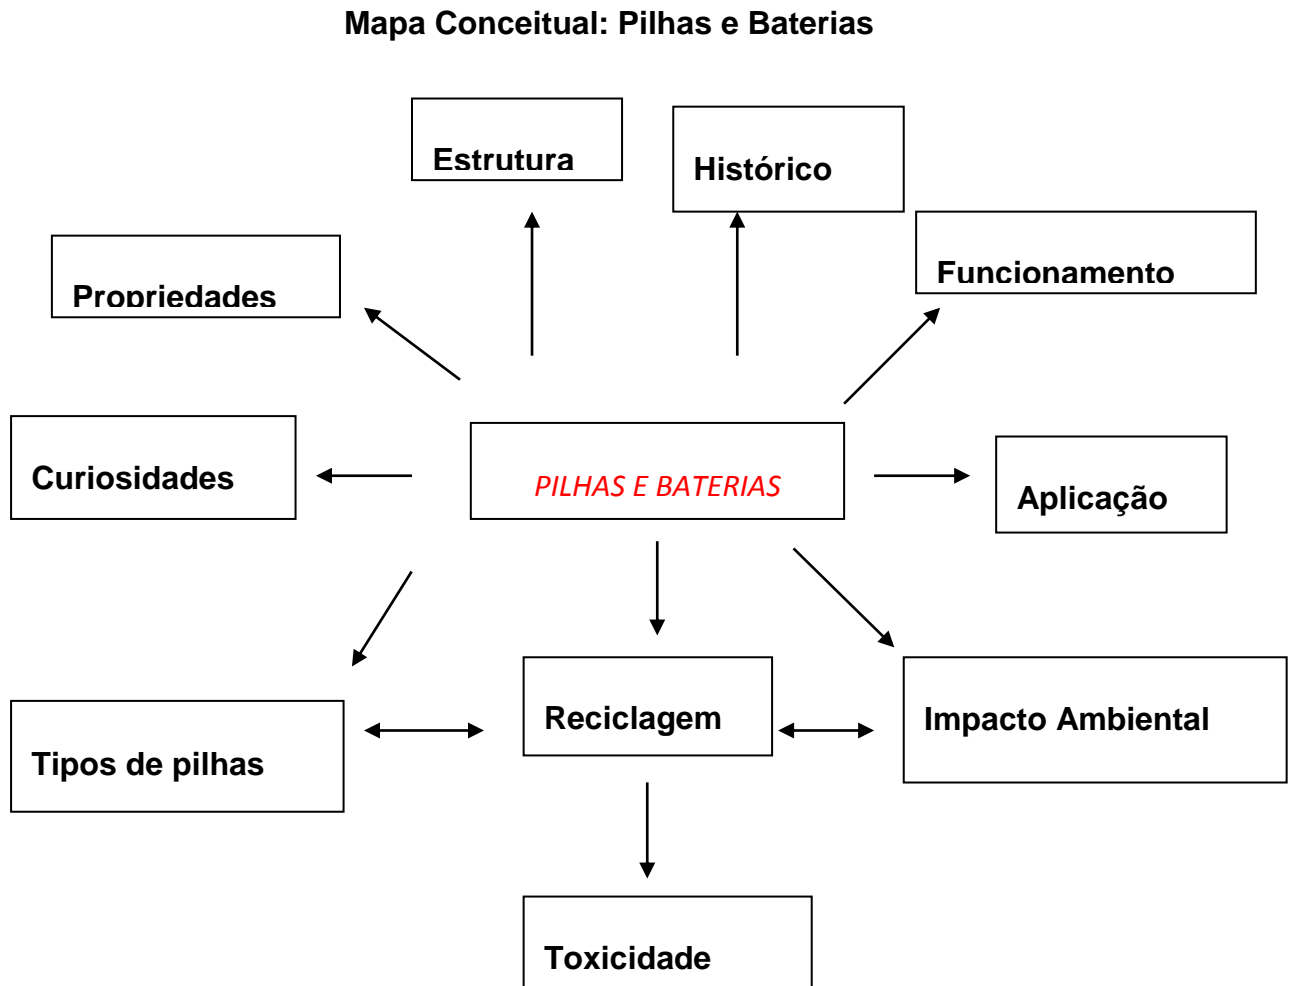 Mapa Conceitual: Pilhas e Baterias
Estrutura
Histórico
Propriedades
Funcionamento
Curiosidades
PILHAS E BATERIAS
Aplicação
Tipos de pilhas
Reciclagem
Impacto Ambiental
Toxicidade